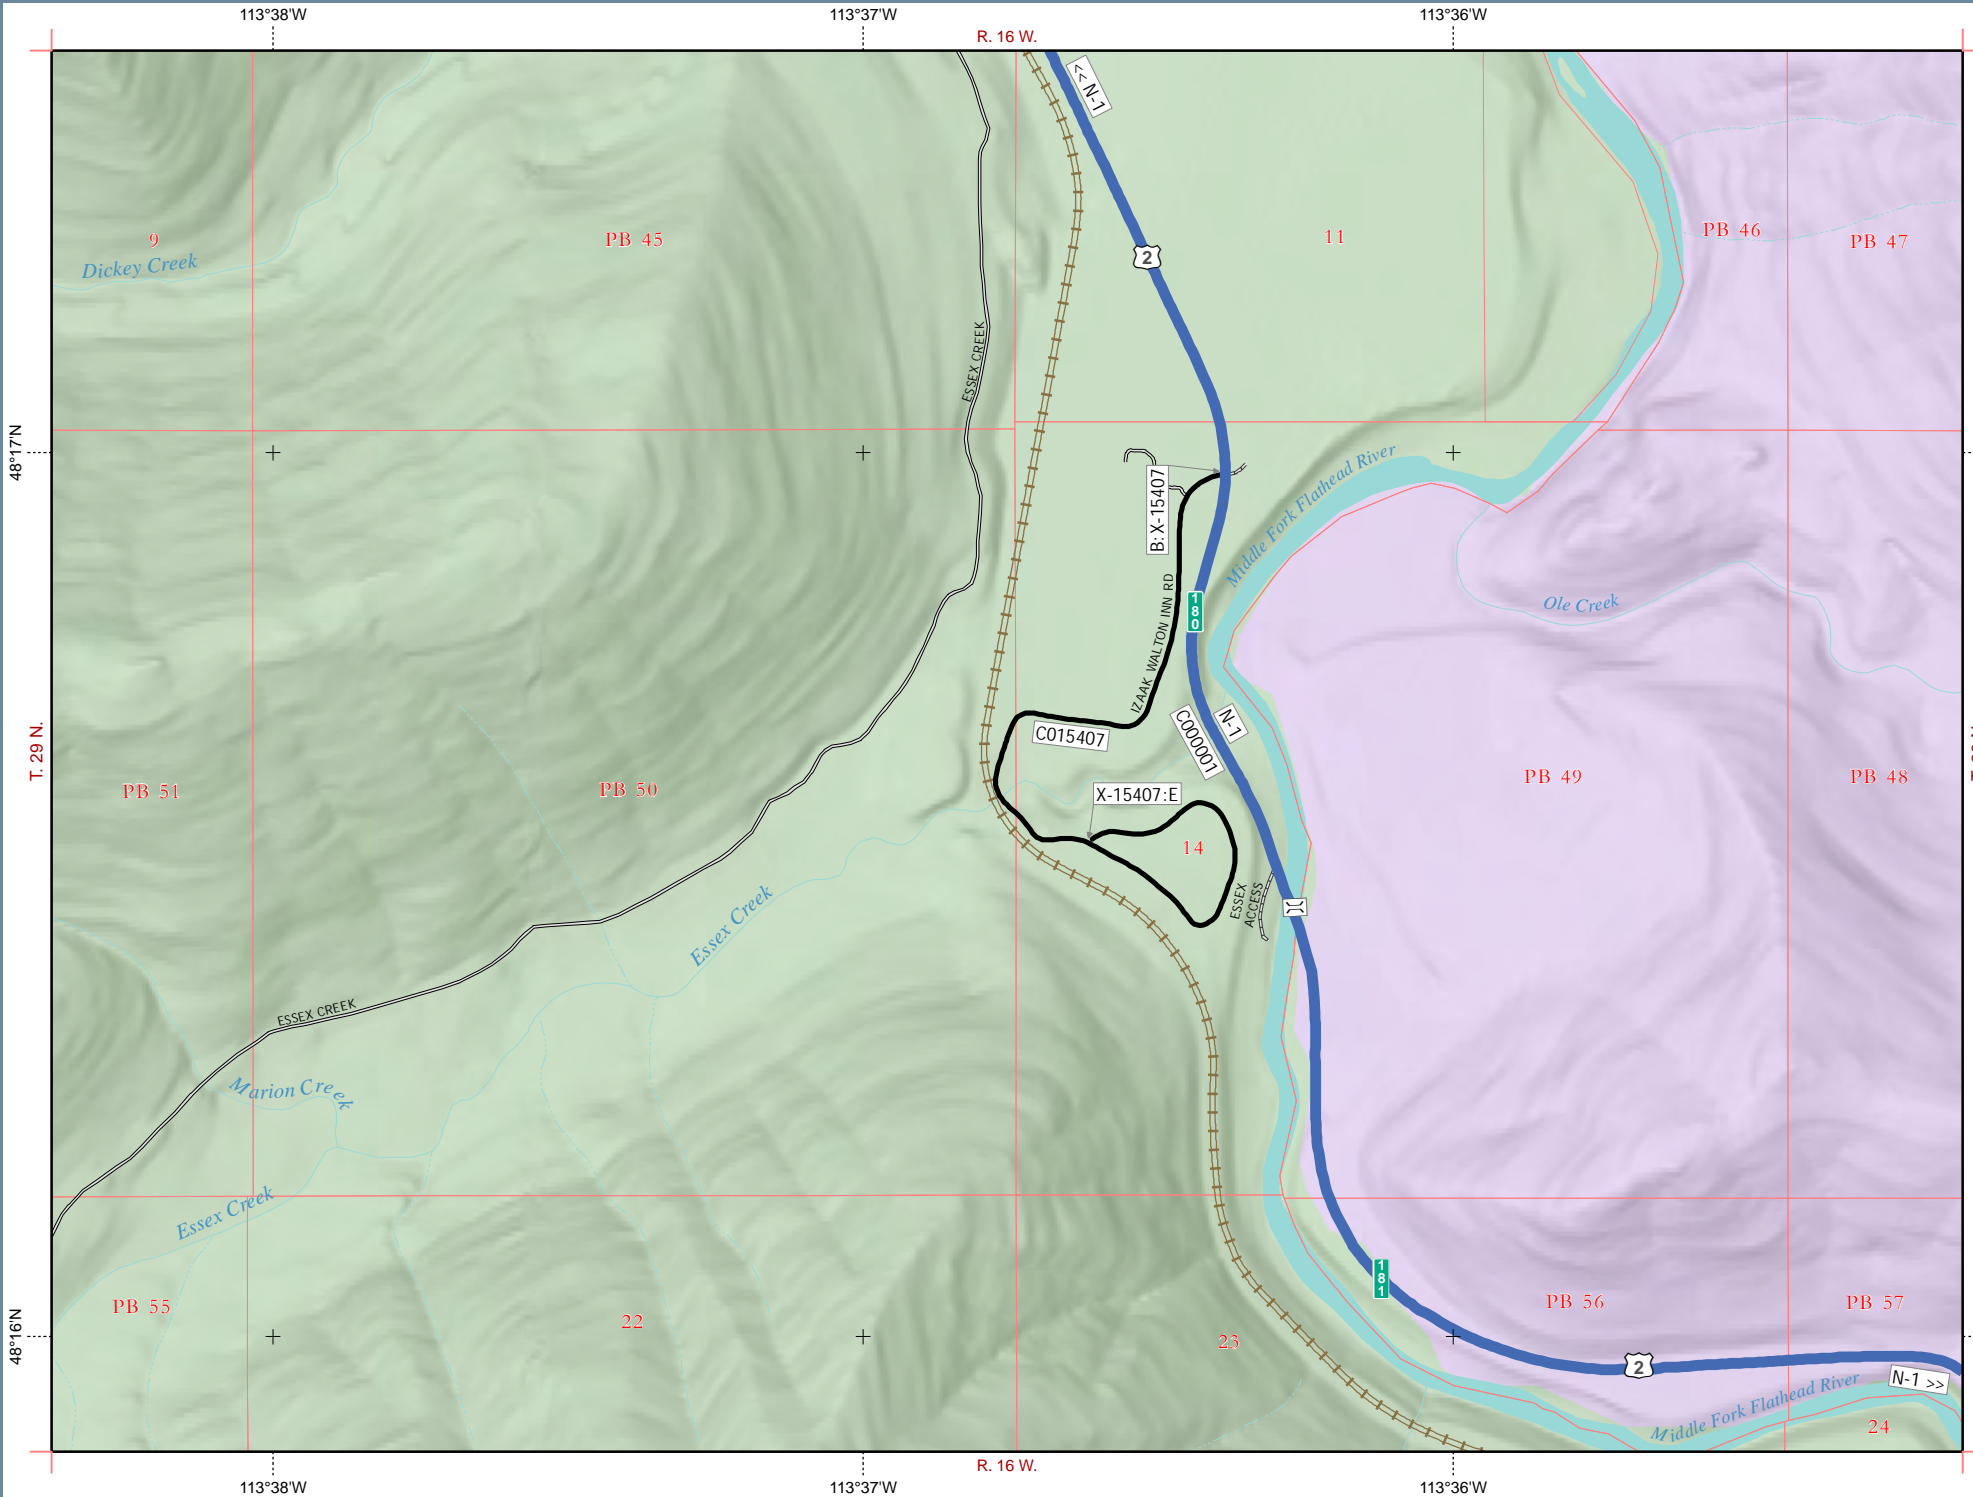 113°38'W
113°37'W
113°36'W
R. 16 W.
<< N-1
2
9
PB 45
11
PB 46
PB 47
Dickey Creek
ESSEX CREEK
48°17'N
Middle Fork Flathead River
B: X-15407
Ole Creek
180
IZAAK WALTON INN RD
N-1
C000001
C015407
T. 29 N.
PB 51
PB 50
X-15407:E
PB 49
PB 48
14
ESSEX
ACCESS
Essex Creek
ESSEX CREEK
Marion Creek
Essex Creek
181
PB 55
22
23
PB 56
PB 57
48°16'N
2
N-1 >>
Middle Fork Flathead River
24
R. 16 W.
113°38'W
113°37'W
113°36'W